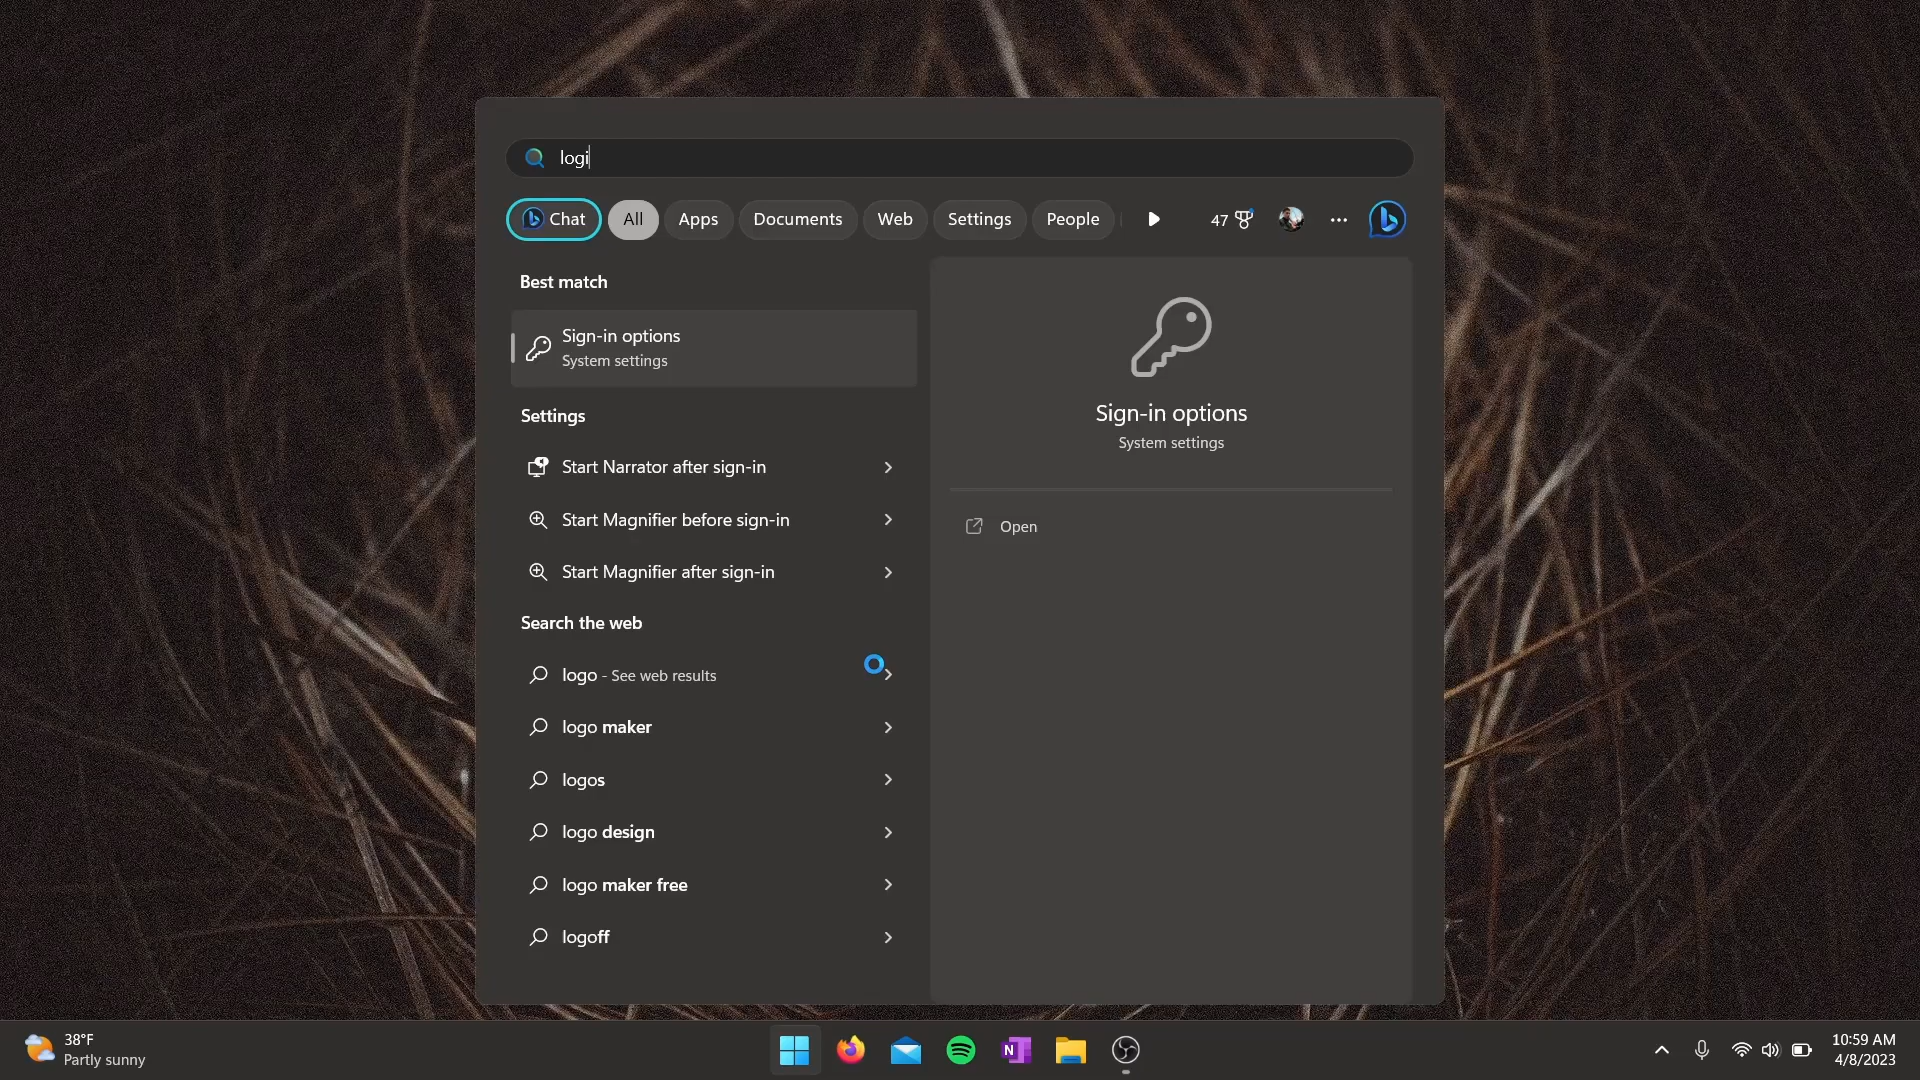 logi
Chat All Apps Documents Web Settings People 47
Best match
Sign-in options
System settings
Settings
Start Narrator after sign-in
Start Magnifier before sign-in
Start Magnifier after sign-in
Search the web
logo - See web results
logo maker
logos
logo design
logo maker free
logoff
Sign-in options
System settings
Open
38°F
Partly sunny
N
10:59 AM
4/8/2023